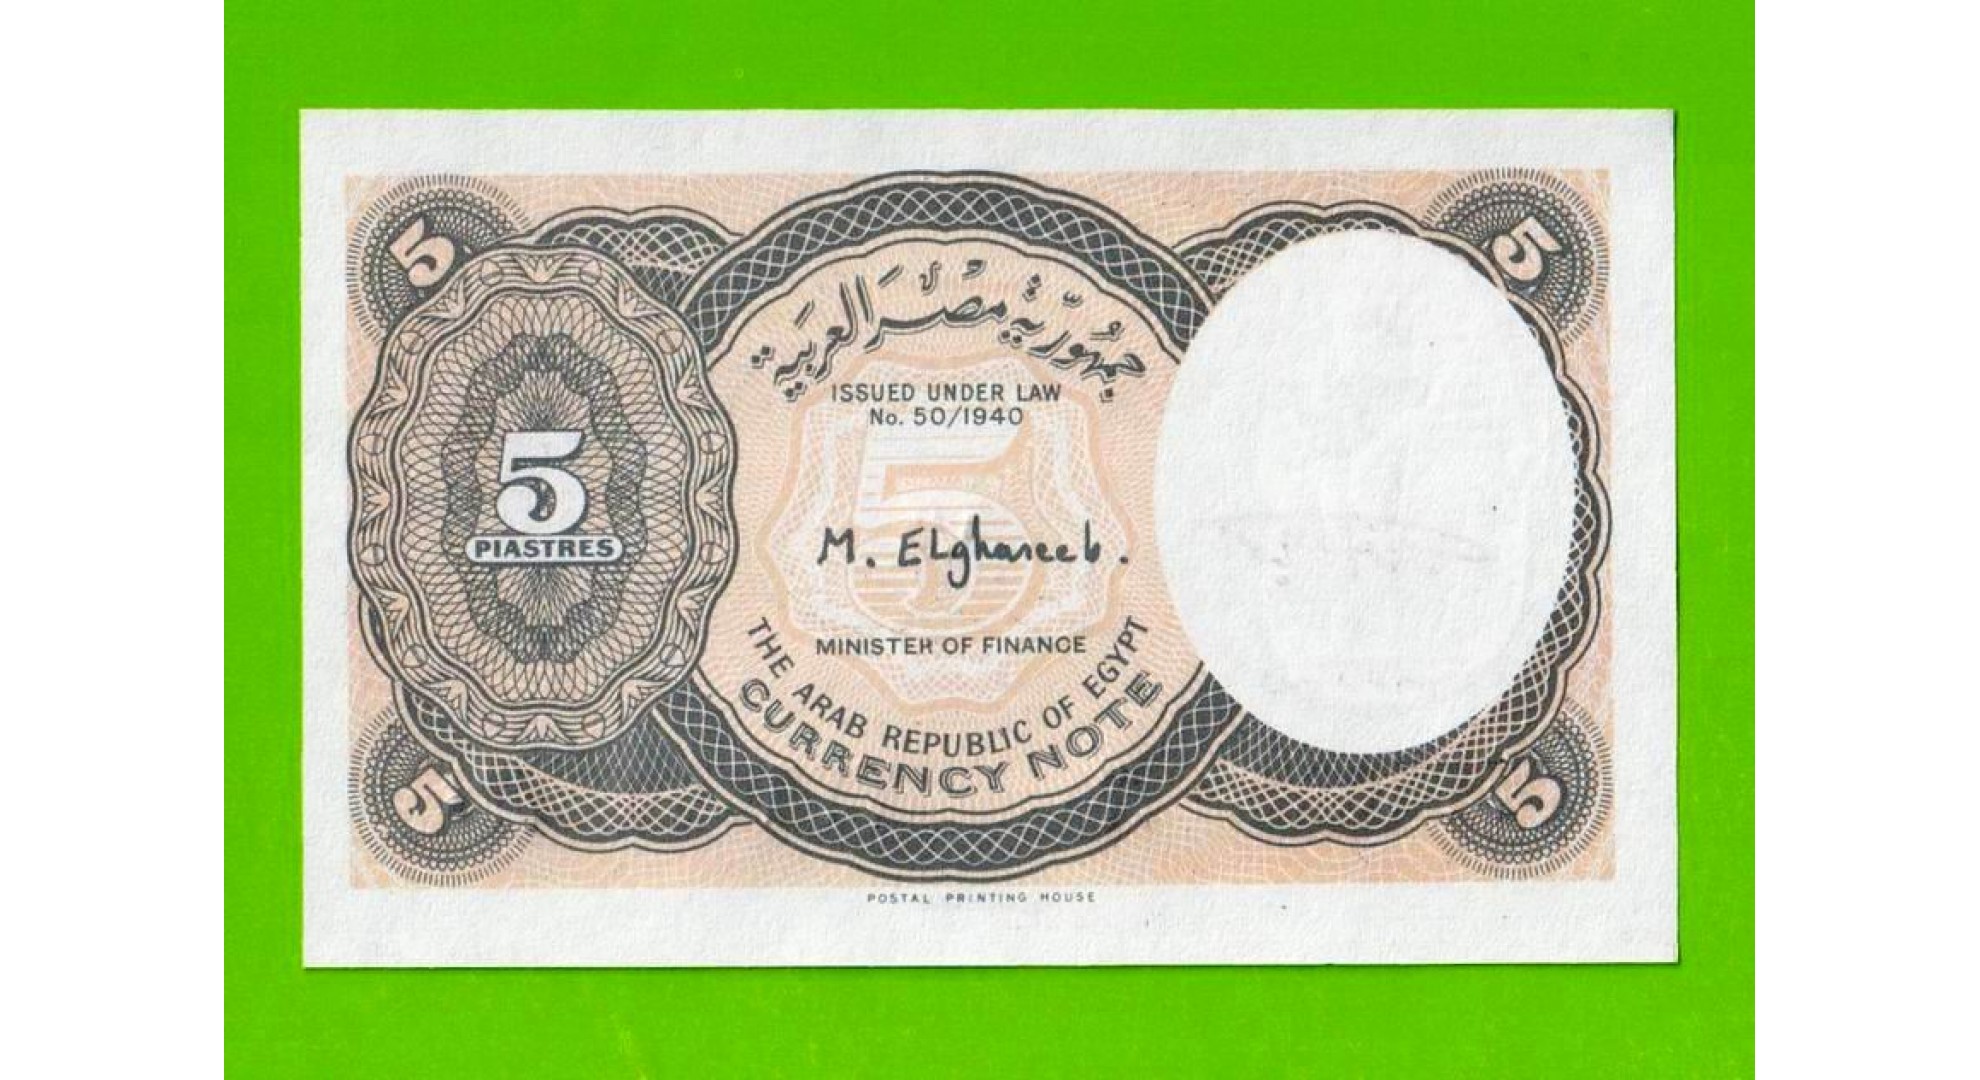 5
5
جمهورية مصر العربية
ISSUED UNDER LAW
No. 50/1940
5
PIASTRES
5
M. ELghareeb.
MINISTER OF FINANCE
THE ARAB REPUBLIC OF EGYPT
CURRENCY NOTE
5
5
POSTAL PRINTING HOUSE